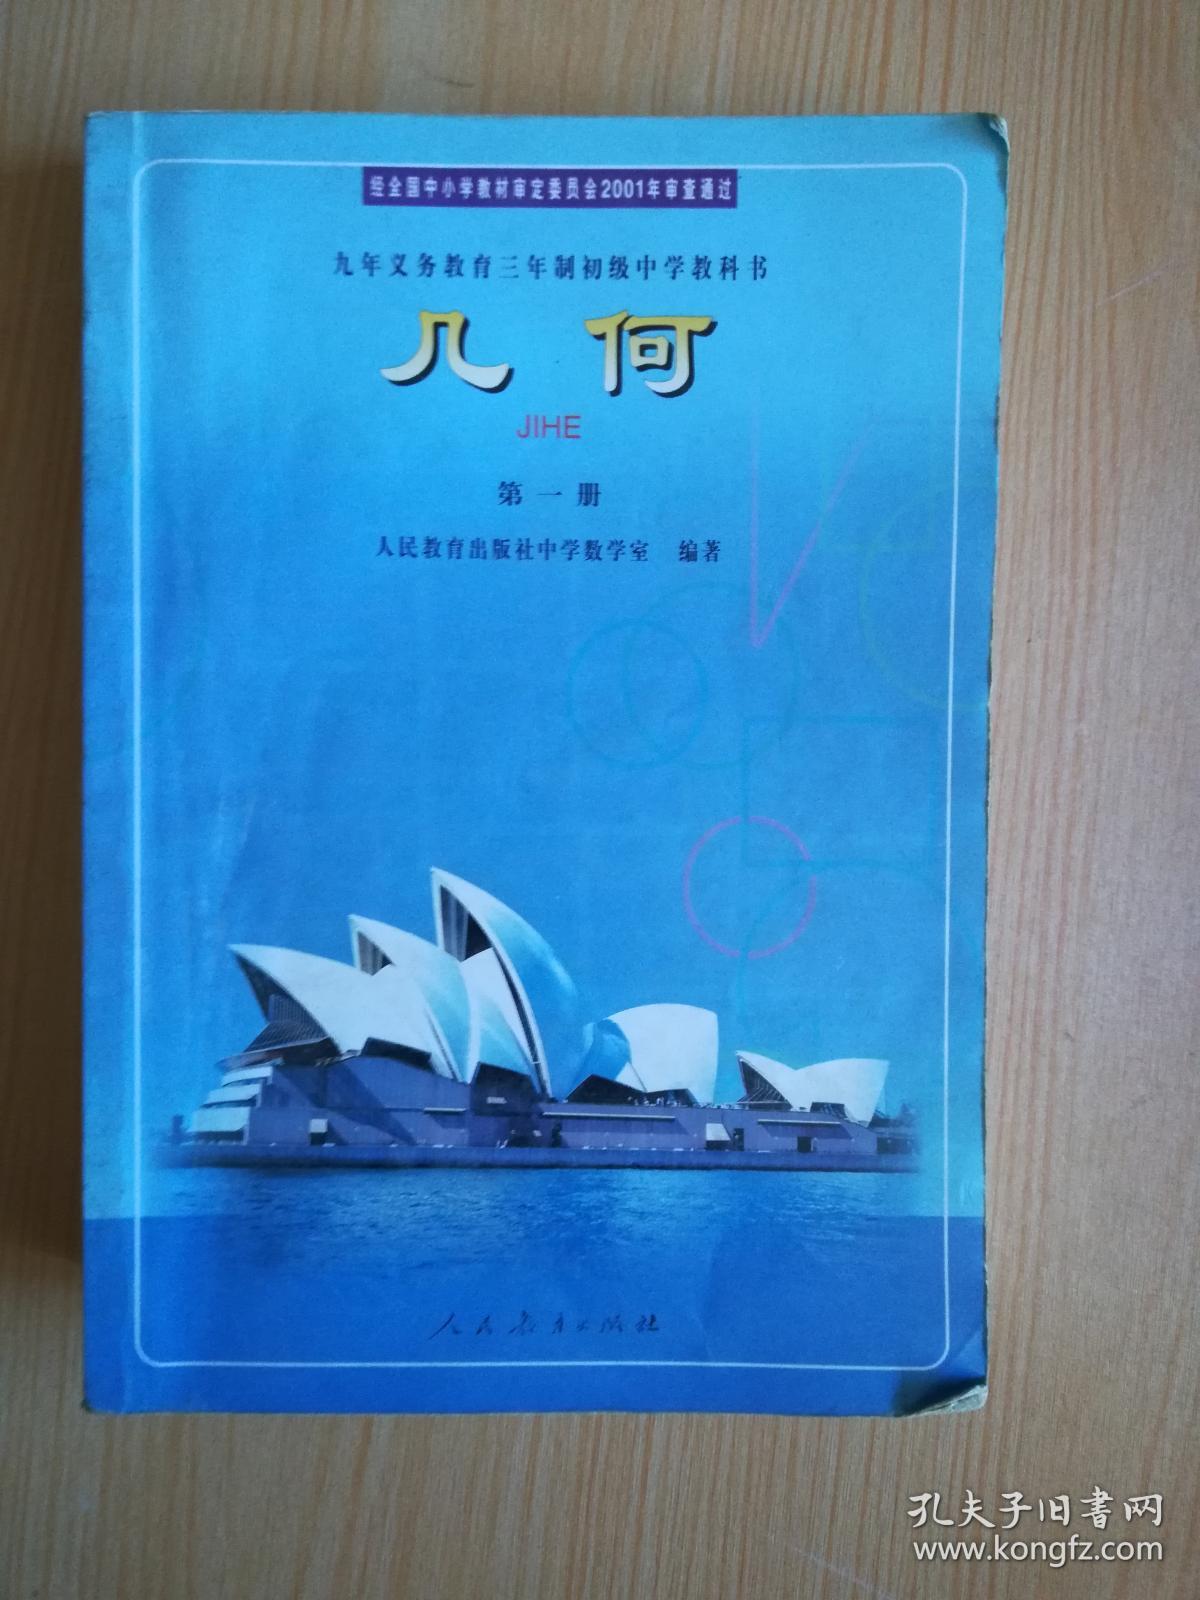 经全国中小学教材审定委员会2001年审查通过
九年义务教育三年制初级中学教科书
几何
JIHE
第一册
人民教育出版社中学数学室 编著
人民教育出版社
孔夫子旧书网
www.kongfz.com